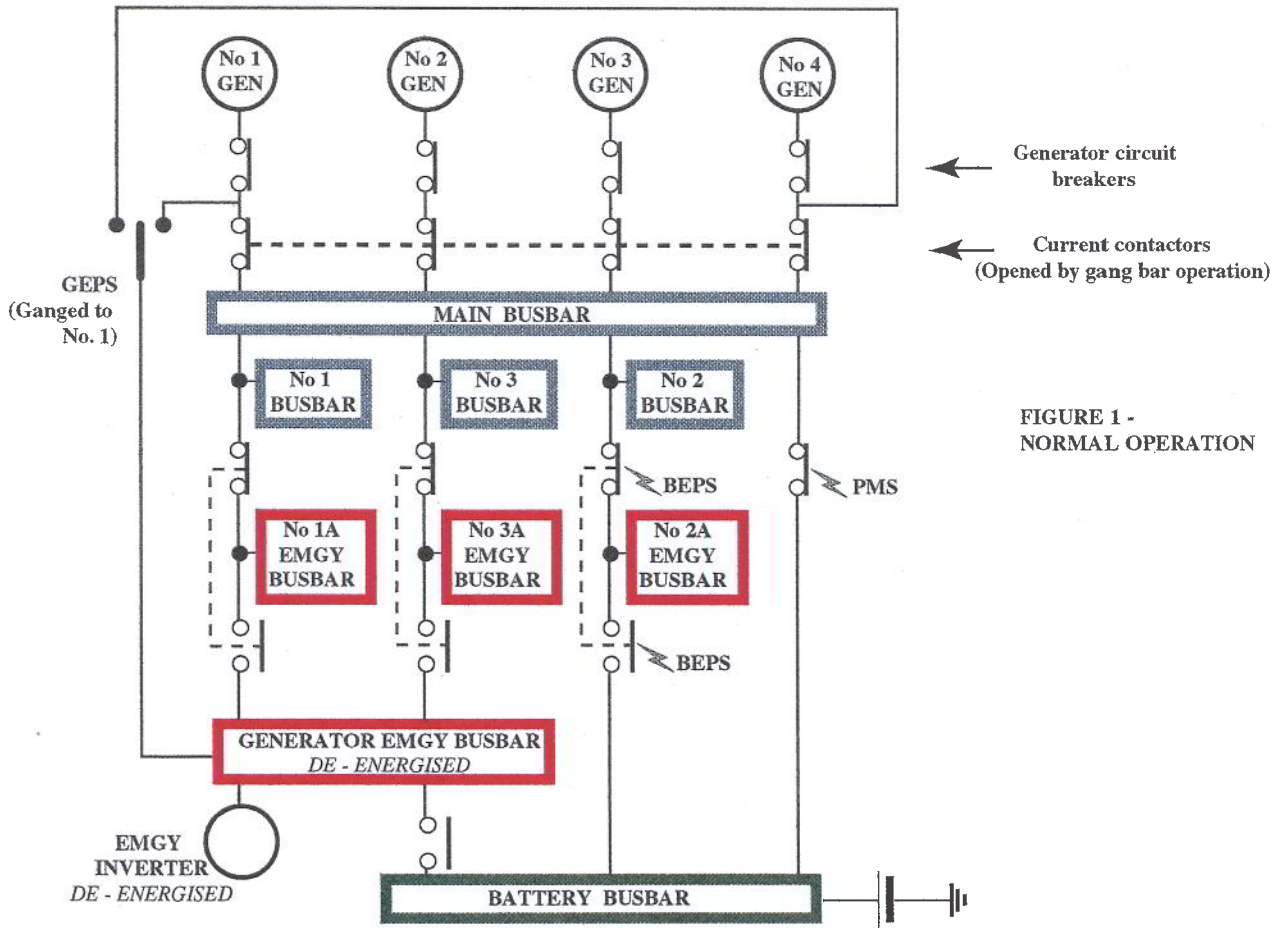 No 1
GEN
No 2
GEN
No 3
GEN
No 4
GEN
Generator circuit
breakers
Current contactors
(Opened by gang bar operation)
GEPS
(Ganged to
No. 1)
MAIN BUSBAR
No 1
BUSBAR
No 3
BUSBAR
No 2
BUSBAR
FIGURE 1 -
NORMAL OPERATION
BEPS
PMS
No 1A
EMGY
BUSBAR
No 3A
EMGY
BUSBAR
No 2A
EMGY
BUSBAR
BEPS
GENERATOR EMGY BUSBAR
DE - ENERGISED
EMGY
INVERTER
DE - ENERGISED
BATTERY BUSBAR